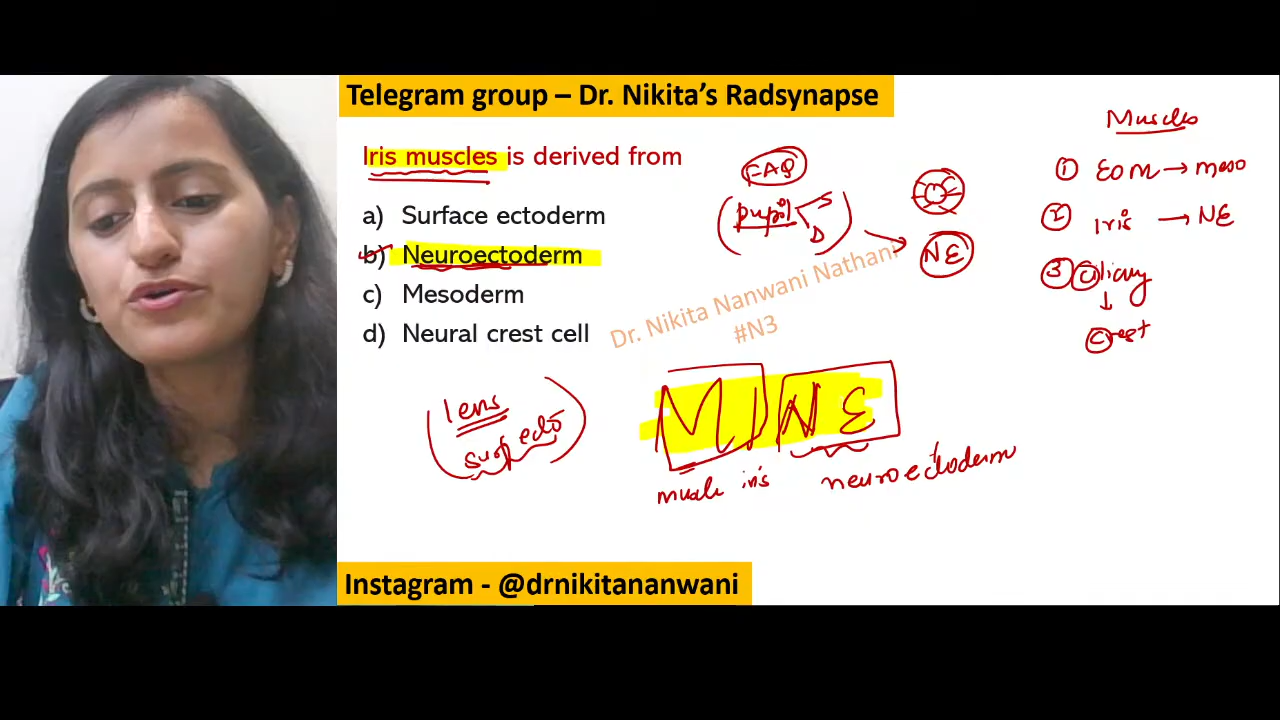 Telegram group – Dr. Nikita's Radsynapse
Iris muscles is derived from
a) Surface ectoderm
b) Neuroectoderm
c) Mesoderm
d) Neural crest cell
FAQ
pupil
S
D
NE
Muscles
① EOM → meso
② Iris → NE
③ Ciliary
↓
Crest
Dr. Nikita Nanwani Nathani
#N3
lens
surf ecto
MI NE
muscle iris neuroectoderm
Instagram - @drnikitananwani